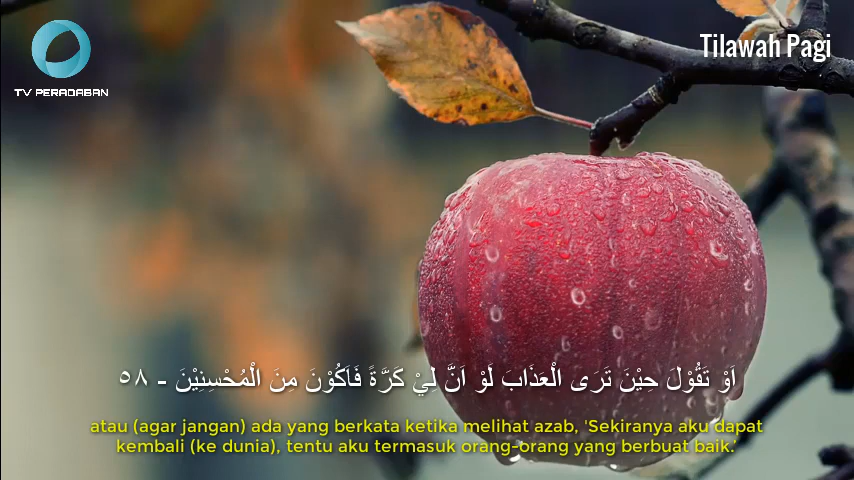 TV PERADABAN
Tilawah Pagi
اَوْ تَقُوْلَ حِيْنَ تَرَى الْعَذَابَ لَوْ اَنَّ لِيْ كَرَّةً فَاَكُوْنَ مِنَ الْمُحْسِنِيْنَ - ٥٨
atau (agar jangan) ada yang berkata ketika melihat azab, 'Sekiranya aku dapat
kembali (ke dunia), tentu aku termasuk orang-orang yang berbuat baik.'